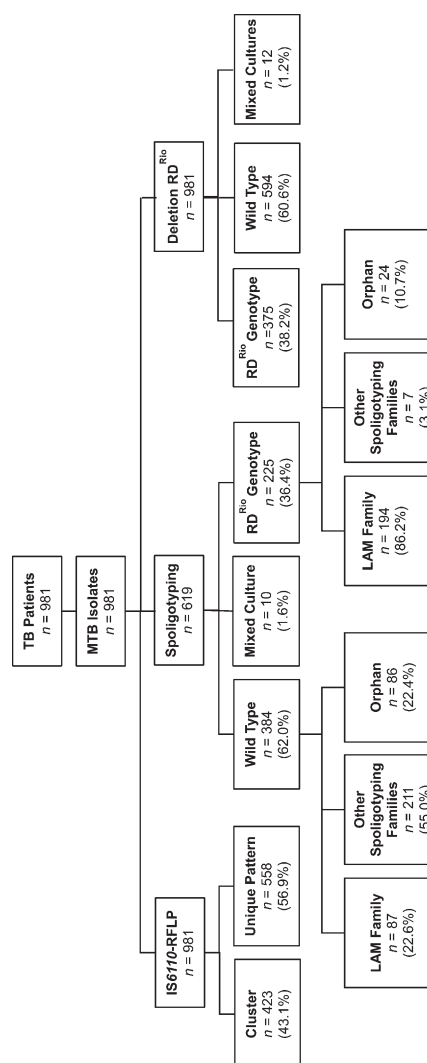 TB Patients
n = 981
MTB Isolates
n = 981
IS6110-RFLP
n = 981
Spoligotyping
n = 619
Deletion RD^Rio
n = 981
Cluster
n = 423
(43.1%)
Unique Pattern
n = 558
(56.9%)
Wild Type
n = 384
(62.0%)
Mixed Culture
n = 10
(1.6%)
RD^Rio Genotype
n = 225
(36.4%)
RD^Rio Genotype
n =375
(38.2%)
Wild Type
n = 594
(60.6%)
Mixed Cultures
n = 12
(1.2%)
LAM Family
n = 87
(22.6%)
Other
Spoligotyping
Families
n = 211
(55.0%)
Orphan
n = 86
(22.4%)
LAM Family
n = 194
(86.2%)
Other
Spoligotyping
Families
n = 7
(3.1%)
Orphan
n = 24
(10.7%)